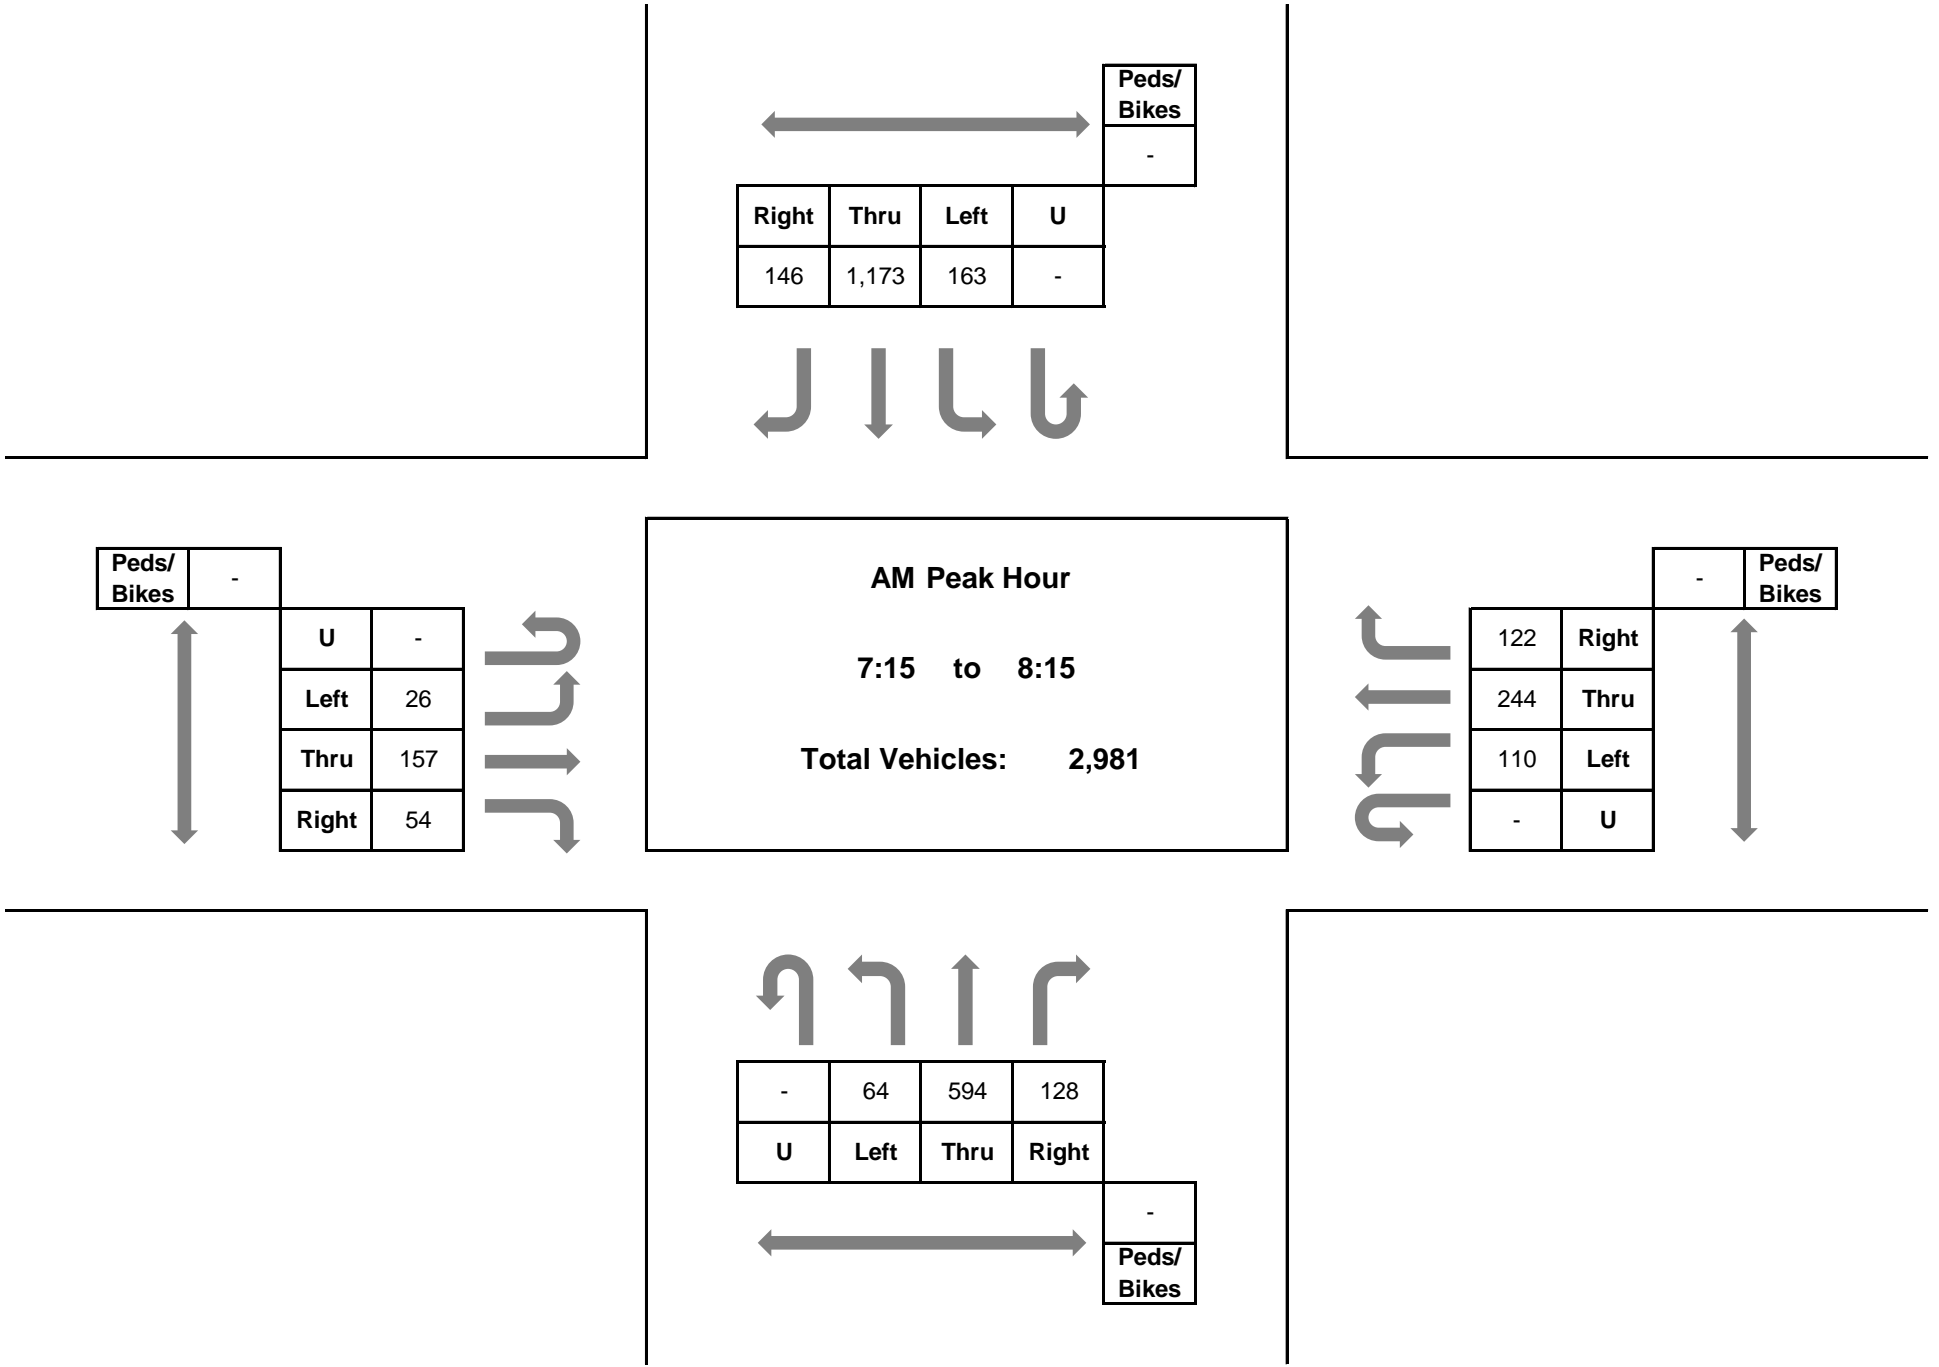 Peds/
Bikes
-
Right Thru Left U
146 1,173 163 -
Peds/
Bikes
-
U -
Left 26
Thru 157
Right 54
AM Peak Hour
7:15 to 8:15
Total Vehicles: 2,981
- Peds/
Bikes
122 Right
244 Thru
110 Left
- U
- 64 594 128
U Left Thru Right
-
Peds/
Bikes